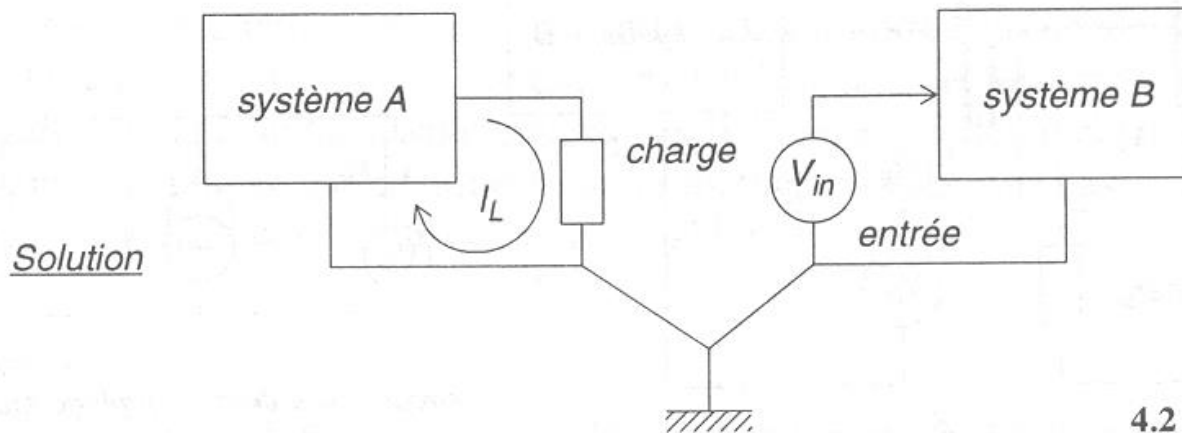 système A
système B
charge
V_in
I_L
entrée
Solution
4.2